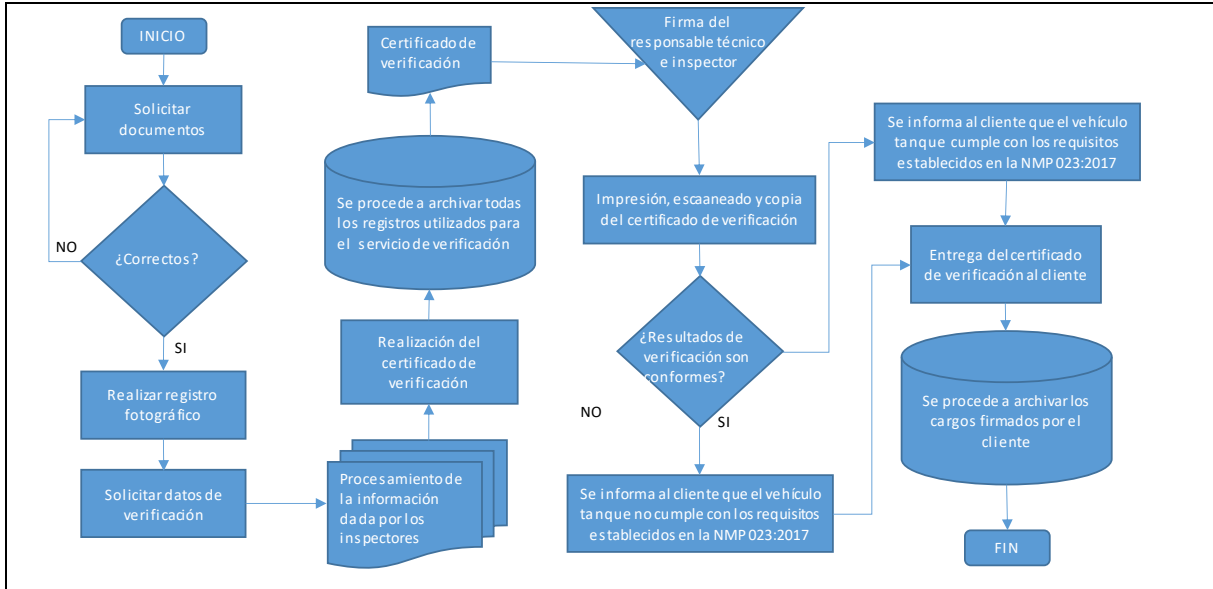 INICIO
Solicitar
documentos
¿Correctos?
NO
SI
Realizar registro
fotográfico
Solicitar datos de
verificación
Procesamiento de
la información
dada por los
inspectores
Realización del
certificado de
verificación
Se procede a archivar todas
los registros utilizados para
el servicio de verificación
Certificado de
verificación
Firma del
responsable técnico
e inspector
Impresión, escaaneado y copia
del certificado de verificación
¿Resultados de
verificación son
conformes?
NO
SI
Se informa al cliente que el vehículo
tanque no cumple con los requisitos
establecidos en la NMP 023:2017
Se informa al cliente que el vehículo
tanque cumple con los requisitos
establecidos en la NMP 023:2017
Entrega del certificado
de verificación al cliente
Se procede a archivar los
cargos firmados por el
cliente
FIN